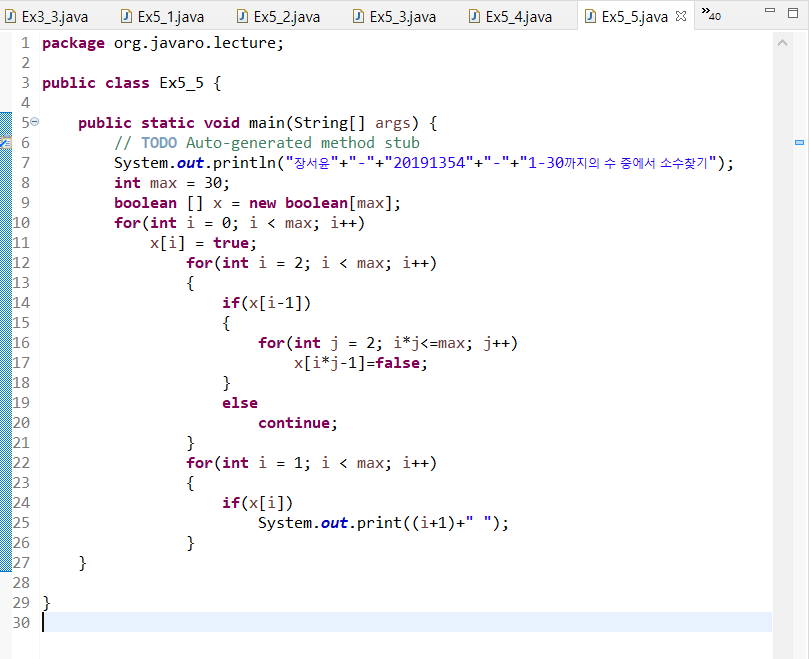 Ex3_3.java Ex5_1.java Ex5_2.java Ex5_3.java Ex5_4.java Ex5_5.java »40
1 package org.javaro.lecture;
2
3 public class Ex5_5 {
4
5 public static void main(String[] args) {
6 // TODO Auto-generated method stub
7 System.out.println("장서윤"+"-"+"20191354"+"-"+"1-30까지의 수 중에서 소수찾기");
8 int max = 30;
9 boolean [] x = new boolean[max];
10 for(int i = 0; i < max; i++)
11 x[i] = true;
12 for(int i = 2; i < max; i++)
13 {
14 if(x[i-1])
15 {
16 for(int j = 2; i*j<=max; j++)
17 x[i*j-1]=false;
18 }
19 else
20 continue;
21 }
22 for(int i = 1; i < max; i++)
23 {
24 if(x[i])
25 System.out.print((i+1)+" ");
26 }
27 }
28
29 }
30